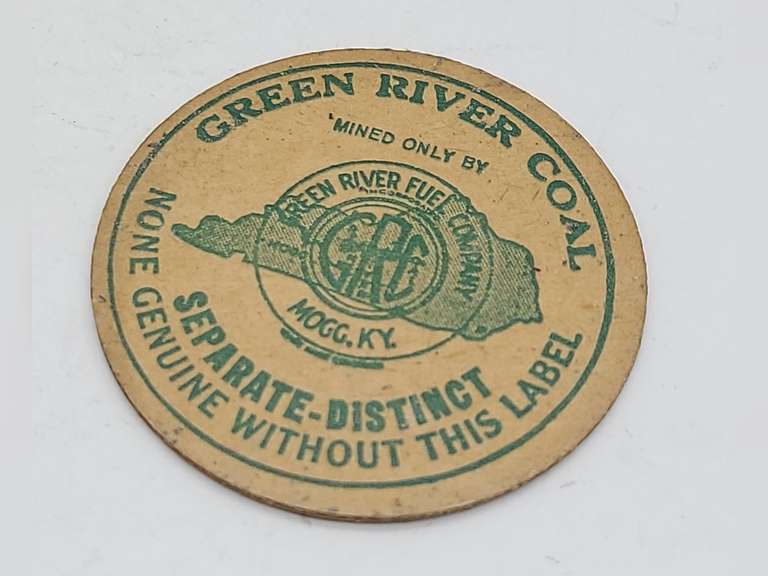 GREEN RIVER COAL
MINED ONLY BY
GREEN RIVER FUEL COMPANY
INCORPORATED
MOGG, KY.
SEPARATE-DISTINCT
NONE GENUINE WITHOUT THIS LABEL